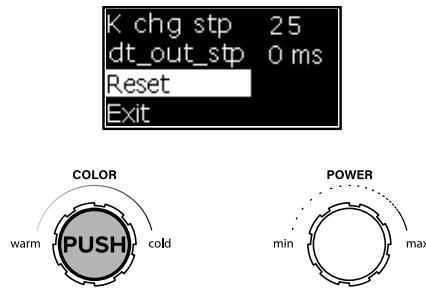 K chg stp 25
dt_out_stp 0 ms
Reset
Exit
COLOR
warm PUSH cold
POWER
min max